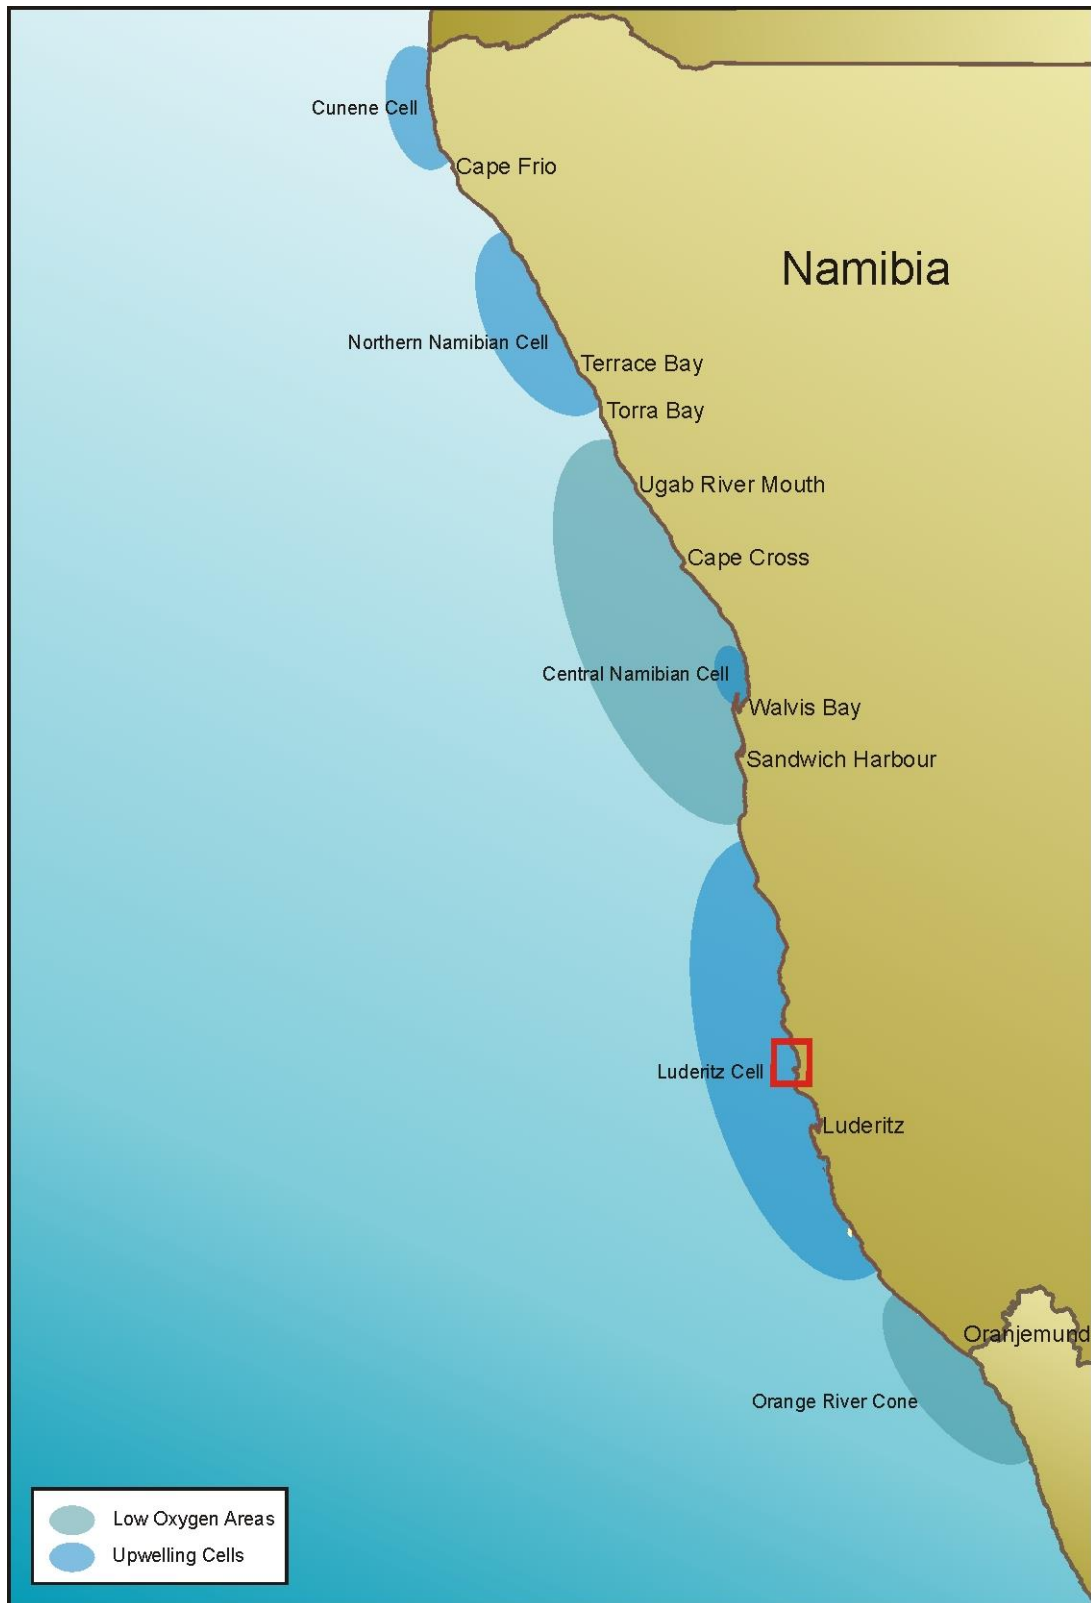 Cunene Cell
Cape Frio
Namibia
Northern Namibian Cell
Terrace Bay
Torra Bay
Ugab River Mouth
Cape Cross
Central Namibian Cell
Walvis Bay
Sandwich Harbour
Luderitz Cell
Luderitz
Oranjemund
Orange River Cone
Low Oxygen Areas
Upwelling Cells